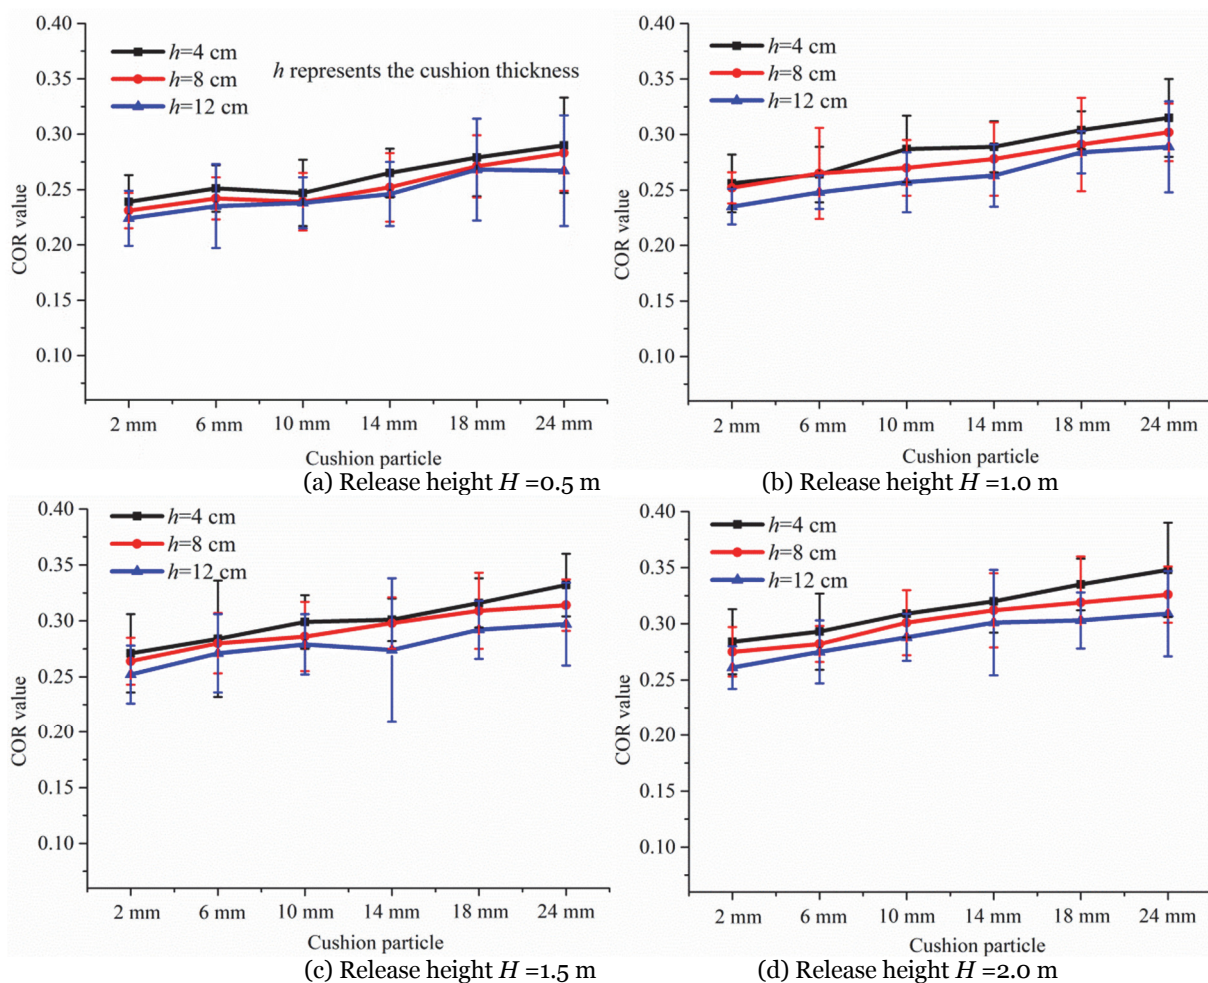 0.40
0.35
0.30
0.25
0.20
0.15
0.10
COR value
h=4 cm
h=8 cm
h=12 cm
h represents the cushion thickness
2 mm 6 mm 10 mm 14 mm 18 mm 24 mm
Cushion particle
(a) Release height H =0.5 m
0.40
0.35
0.30
0.25
0.20
0.15
0.10
COR value
h=4 cm
h=8 cm
h=12 cm
2 mm 6 mm 10 mm 14 mm 18 mm 24 mm
Cushion particle
(b) Release height H =1.0 m
0.40
0.35
0.30
0.25
0.20
0.15
0.10
COR value
h=4 cm
h=8 cm
h=12 cm
2 mm 6 mm 10 mm 14 mm 18 mm 24 mm
Cushion particle
(c) Release height H =1.5 m
0.40
0.35
0.30
0.25
0.20
0.15
0.10
COR value
h=4 cm
h=8 cm
h=12 cm
2 mm 6 mm 10 mm 14 mm 18 mm 24 mm
Cushion particle
(d) Release height H =2.0 m